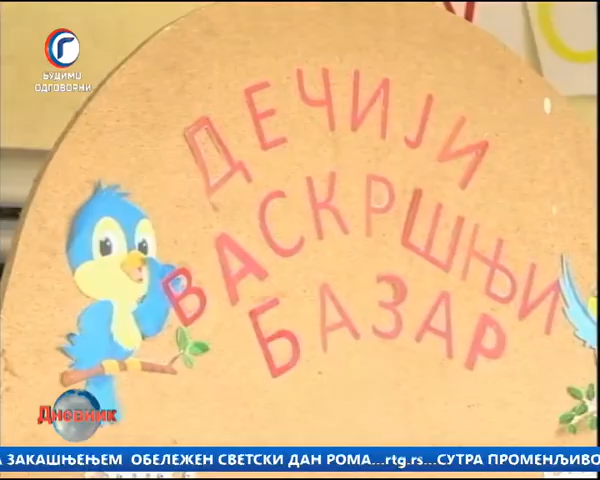 БУДИМО
ОДГОВОРНИ
ДЕЧИЈИ
ВАСКРШЊИ
БАЗАР
Дневник
А ЗАКАШЊЕЊЕМ ОБЕЛЕЖЕН СВЕТСКИ ДАН РОМА...rtg.rs...СУТРА ПРОМЕНЉИВО